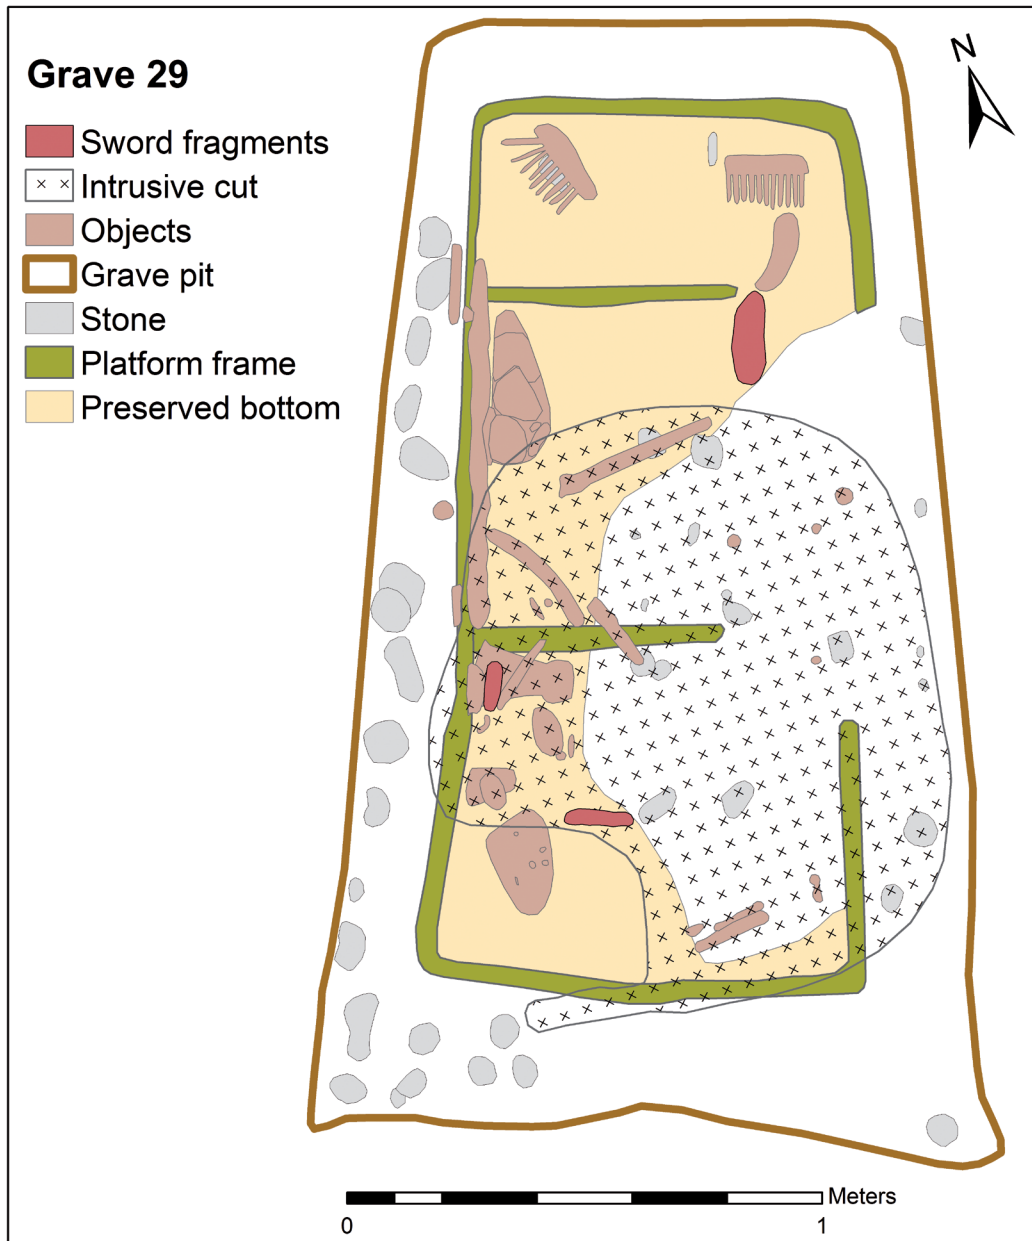 Grave 29
Sword fragments
Intrusive cut
Objects
Grave pit
Stone
Platform frame
Preserved bottom
N
Meters
0 1